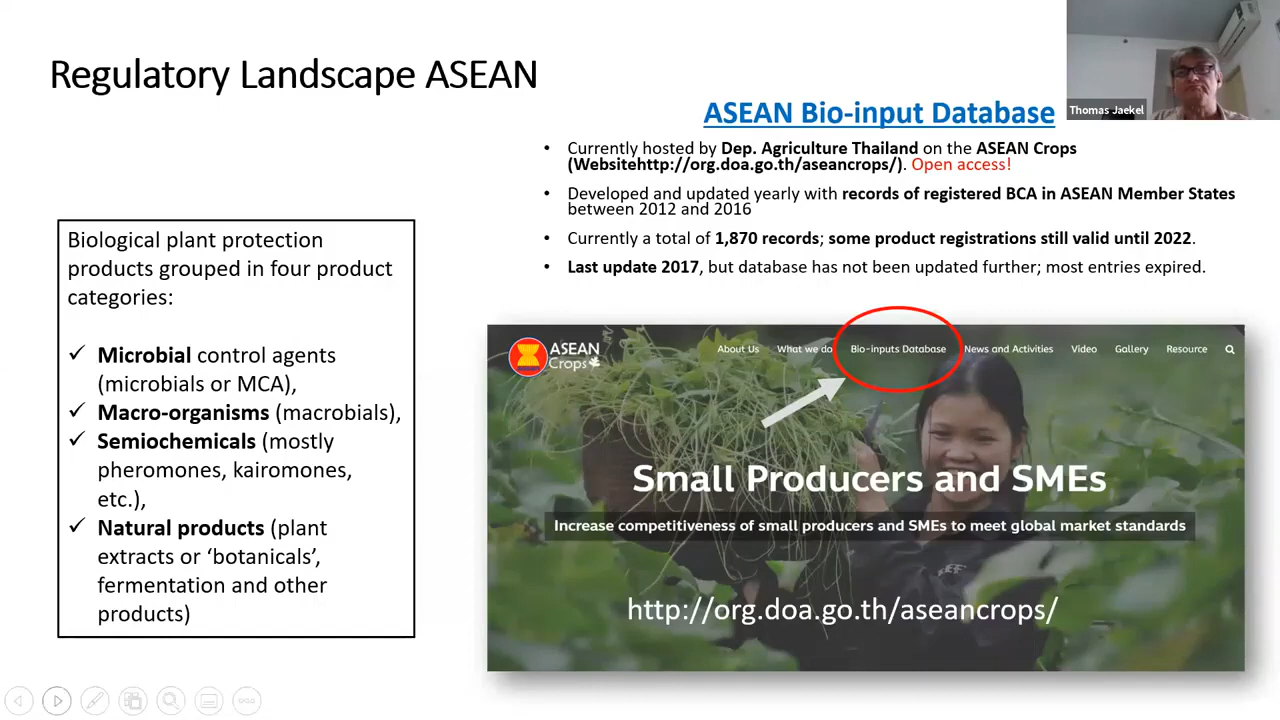 Regulatory Landscape ASEAN
Thomas Jaekel
ASEAN Bio-input Database
• Currently hosted by Dep. Agriculture Thailand on the ASEAN Crops
(Websitehttp://org.doa.go.th/aseancrops/). Open access!
• Developed and updated yearly with records of registered BCA in ASEAN Member States
between 2012 and 2016
• Currently a total of 1,870 records; some product registrations still valid until 2022.
• Last update 2017, but database has not been updated further; most entries expired.
Biological plant protection
products grouped in four product
categories:
✓ Microbial control agents
(microbials or MCA),
✓ Macro-organisms (macrobials),
✓ Semiochemicals (mostly
pheromones, kairomones,
etc.),
✓ Natural products (plant
extracts or ‘botanicals’,
fermentation and other
products)
ASEAN
Crops
About Us What we do Bio-inputs Database News and Activities Video Gallery Resource
Small Producers and SMEs
Increase competitiveness of small producers and SMEs to meet global market standards
http://org.doa.go.th/aseancrops/